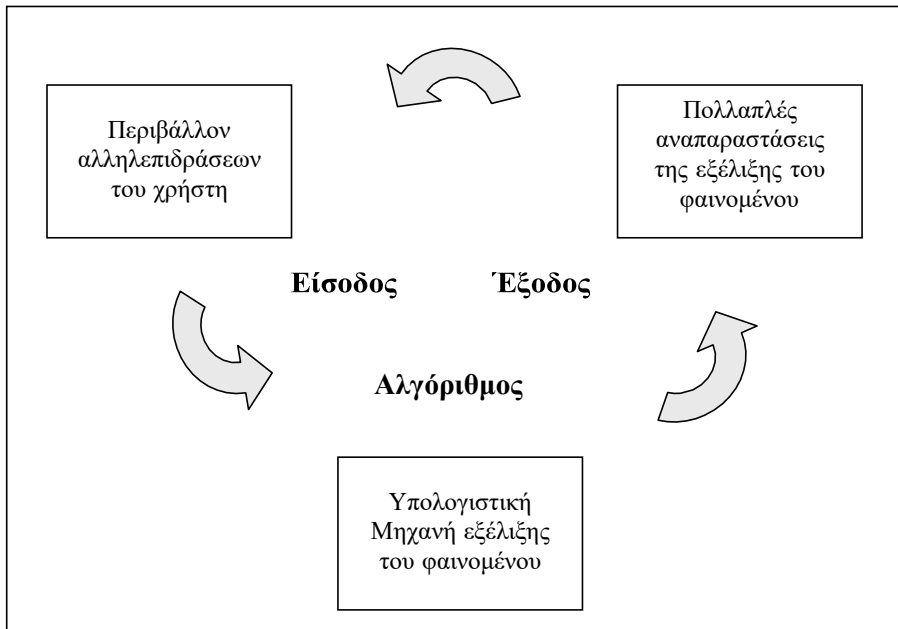 Περιβάλλον
αλληλεπιδράσεων
του χρήστη
Πολλαπλές
αναπαραστάσεις
της εξέλιξης του
φαινομένου
Είσοδος
Έξοδος
Αλγόριθμος
Υπολογιστική
Μηχανή εξέλιξης
του φαινομένου